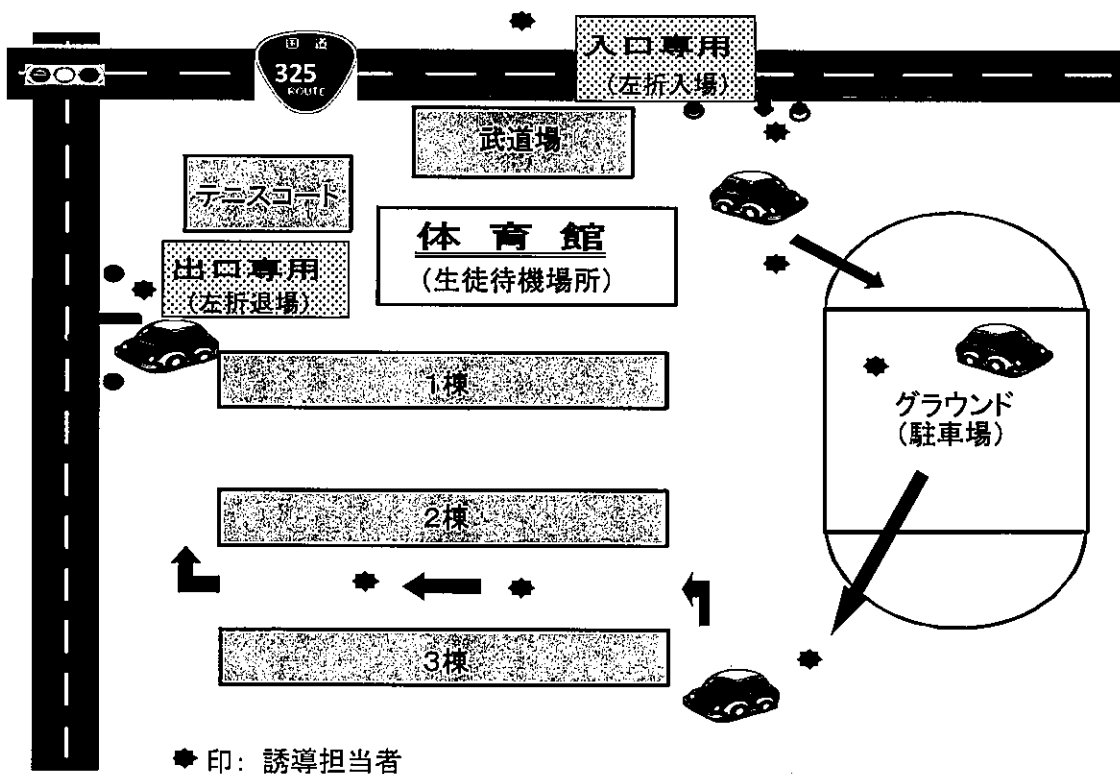 国道
325
ROUTE
入口専用
(左折入場)
武道場
テニスコート
体育館
(生徒待機場所)
出口専用
(左折退場)
1棟
グラウンド
(駐車場)
2棟
3棟
印: 誘導担当者